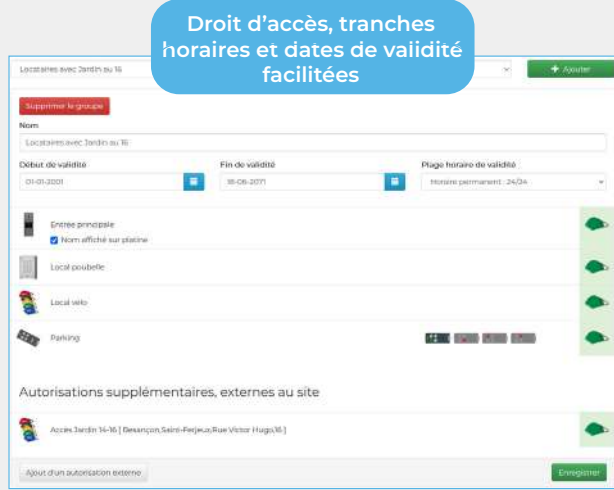 Droit d’accès, tranches
horaires et dates de validité
facilitées
Locataires avec Jardin au 16
Ajouter
Supprimer le groupe
Nom
Locataires avec Jardin au 16
Début de validité Fin de validité Plage horaire de validité
01-01-2001 18-06-2071 Horaire permanent : 24/24
Entrée principale
Nom affiché sur platine
Local poubelle
Local vélo
Parking
Autorisations supplémentaires, externes au site
Acces Jardin 14-16 [ Besançon,Saint-Ferjeux,Rue Victor Hugo,16 ]
Ajout d'un autorisation externe
Enregistrer